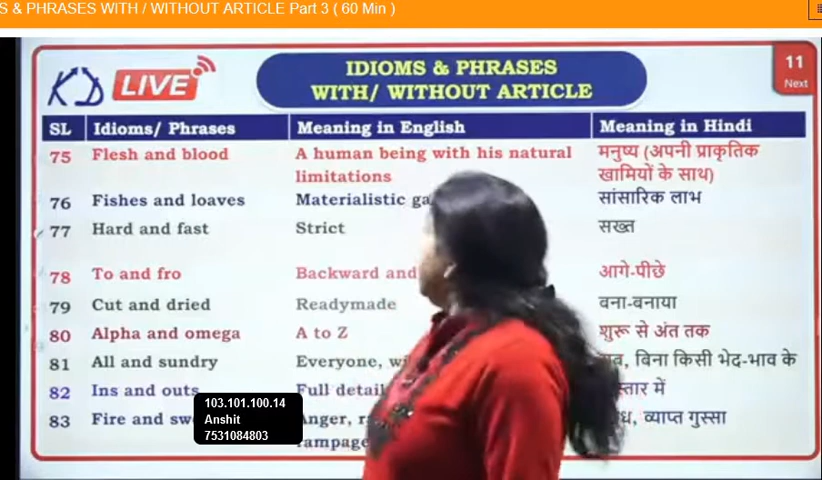 S & PHRASES WITH / WITHOUT ARTICLE Part 3 ( 60 Min )
KD LIVE
IDIOMS & PHRASES
WITH/ WITHOUT ARTICLE
11
Next
SL Idioms/ Phrases Meaning in English Meaning in Hindi
75 Flesh and blood A human being with his natural मनुष्य (अपनी प्राकृतिक
limitations खामियों के साथ)
76 Fishes and loaves Materialistic सांसारिक लाभ
77 Hard and fast Strict सख्त
78 To and fro Backward and आगे-पीछे
79 Cut and dried Readymade बना-बनाया
80 Alpha and omega A to Z शुरू से अंत तक
81 All and sundry Everyone, बिना किसी भेद-भाव के
82 Ins and outs Full detail में
103.101.100.14
Anshit
7531084803
83 Fire and Anger, व्याप्त गुस्सा
rampage